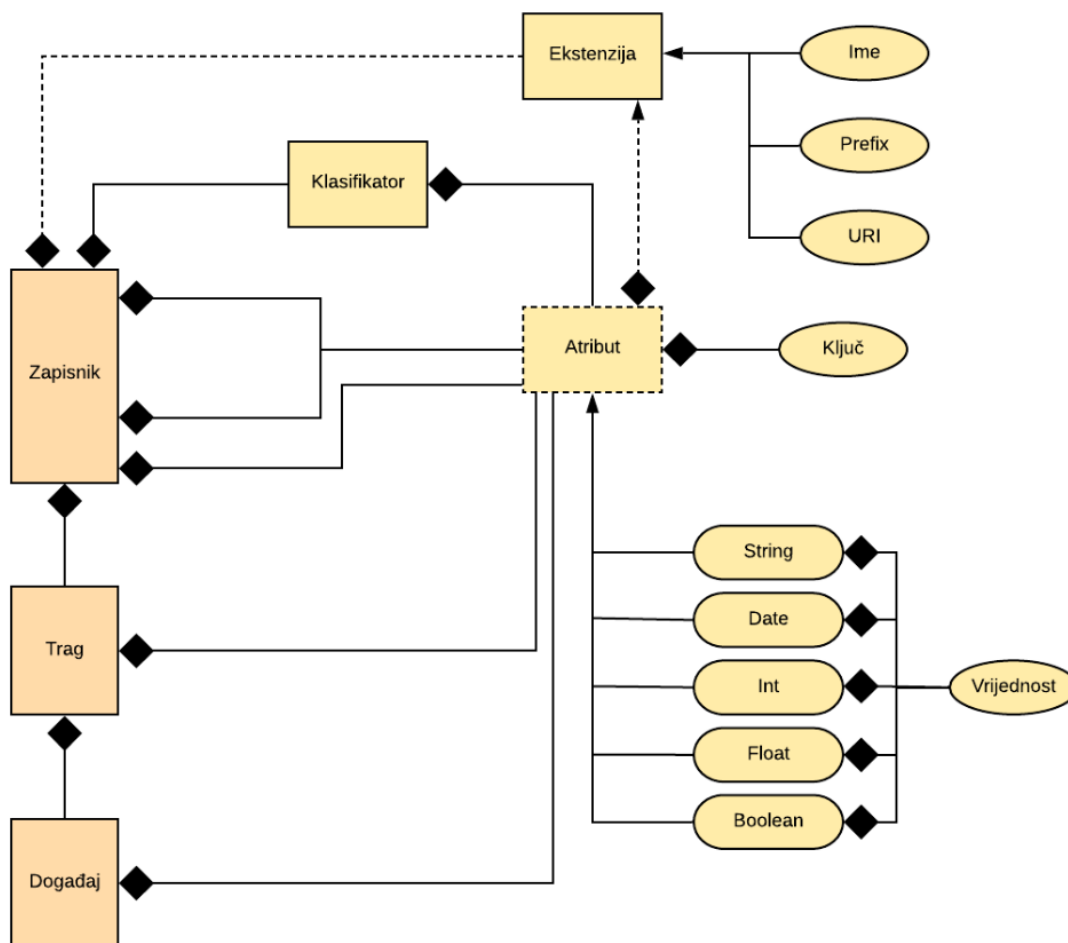 Ekstenzija
Ime
Prefix
URI
Klasifikator
Zapisnik
Atribut
Ključ
Trag
Događaj
String
Date
Int
Float
Boolean
Vrijednost